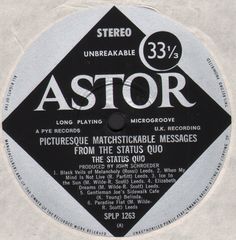 STEREO
UNBREAKABLE
33⅓
ASTOR
LONG PLAYING MICROGROOVE
A PYE RECORDS U.K. RECORDING
PICTURESQUE MATCHSTICKABLE MESSAGES
FROM THE STATUS QUO
THE STATUS QUO
PRODUCED BY JOHN SCHROEDER
1. Black Veils of Melancholy (Rossi) Leeds. 2. When M
Mind is Not Live (R. Parfitt) Leeds. 3. Ice in
the Sun (M. Wilde-R. Scott) Leeds. 4. Elizabeth
Dreams (M. Wilde-R. Scott) Leeds.
5. Gentleman Joe's Sidewalk Cafe
(K. Young) Belinda.
6. Paradise Flat (M. Wilde-
R. Scott) Leeds
SPLP 1263
(A)